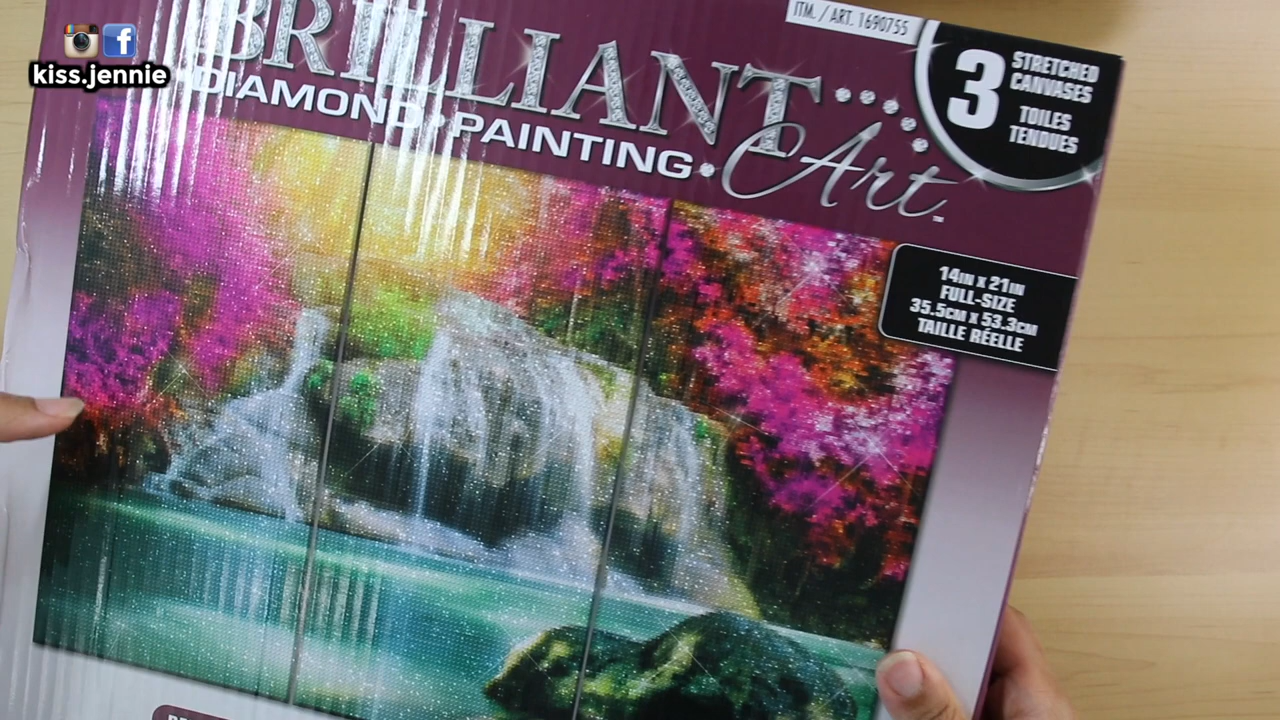 kiss.jennie
ITM. / ART. 1690755
BRILLIANT
DIAMOND • PAINTING • Art™
3 STRETCHED
CANVASES
TOILES
TENDUES
14IN X 21IN
FULL-SIZE
35.5CM X 53.3CM
TAILLE RÉELLE